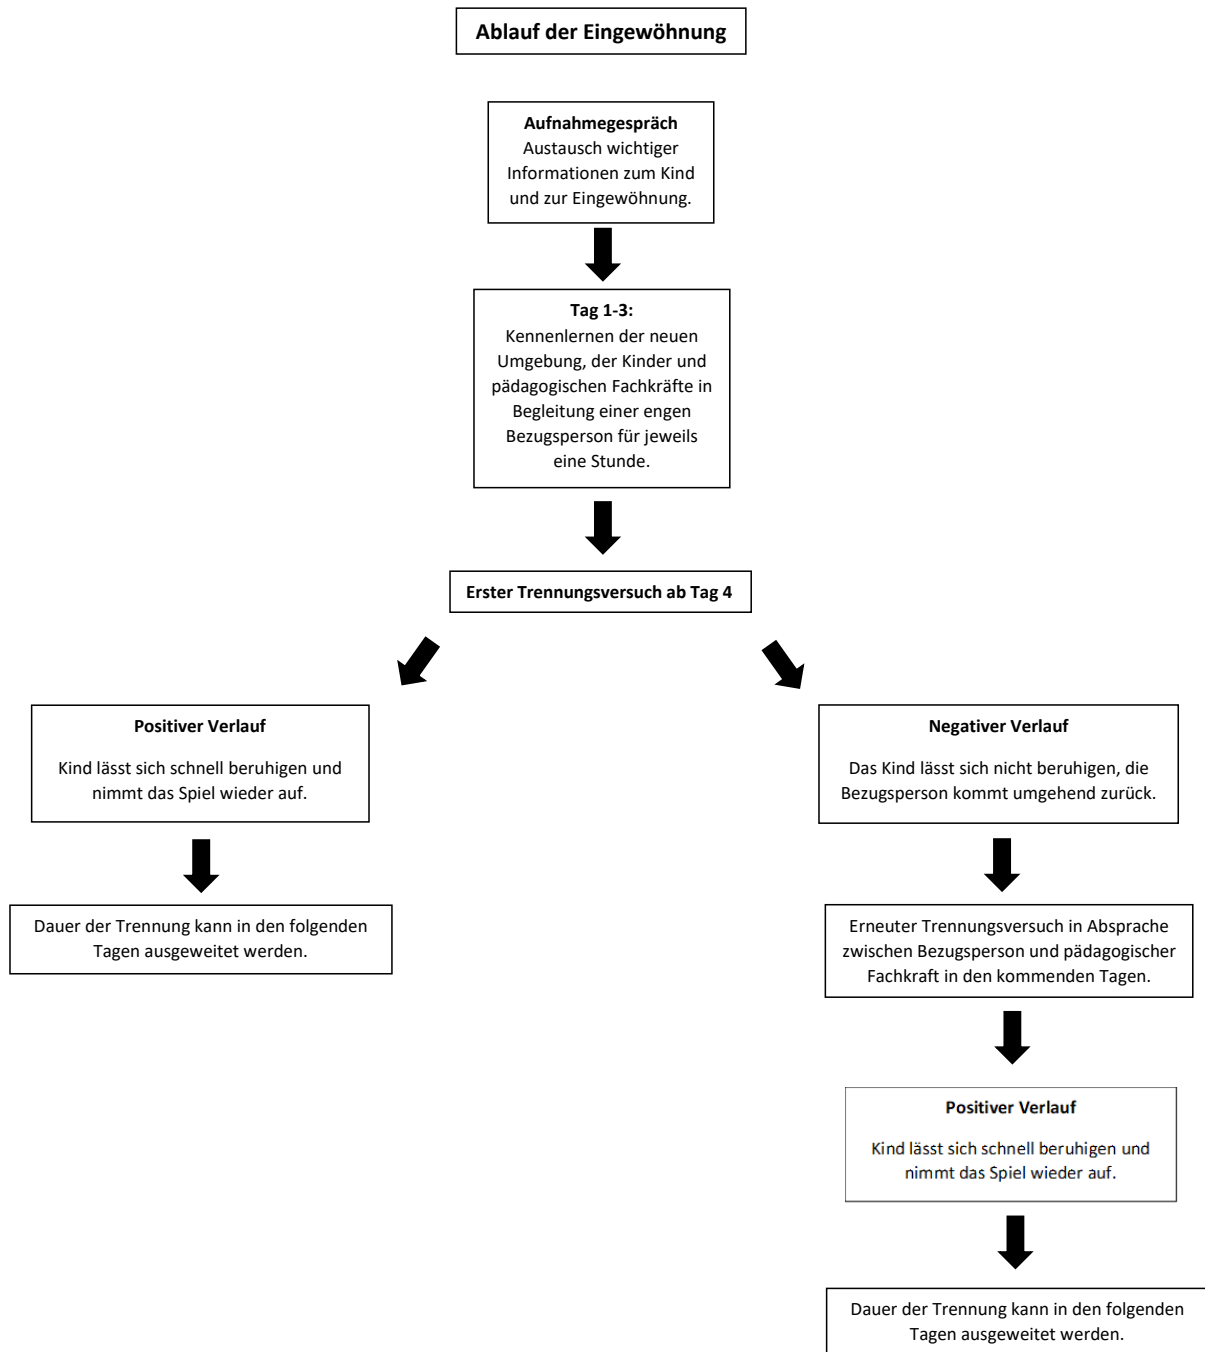 Ablauf der Eingewöhnung
Aufnahmegespräch
Austausch wichtiger
Informationen zum Kind
und zur Eingewöhnung.
Tag 1-3:
Kennenlernen der neuen
Umgebung, der Kinder und
pädagogischen Fachkräfte in
Begleitung einer engen
Bezugsperson für jeweils
eine Stunde.
Erster Trennungsversuch ab Tag 4
Positiver Verlauf
Kind lässt sich schnell beruhigen und
nimmt das Spiel wieder auf.
Dauer der Trennung kann in den folgenden
Tagen ausgeweitet werden.
Negativer Verlauf
Das Kind lässt sich nicht beruhigen, die
Bezugsperson kommt umgehend zurück.
Erneuter Trennungsversuch in Absprache
zwischen Bezugsperson und pädagogischer
Fachkraft in den kommenden Tagen.
Positiver Verlauf
Kind lässt sich schnell beruhigen und
nimmt das Spiel wieder auf.
Dauer der Trennung kann in den folgenden
Tagen ausgeweitet werden.